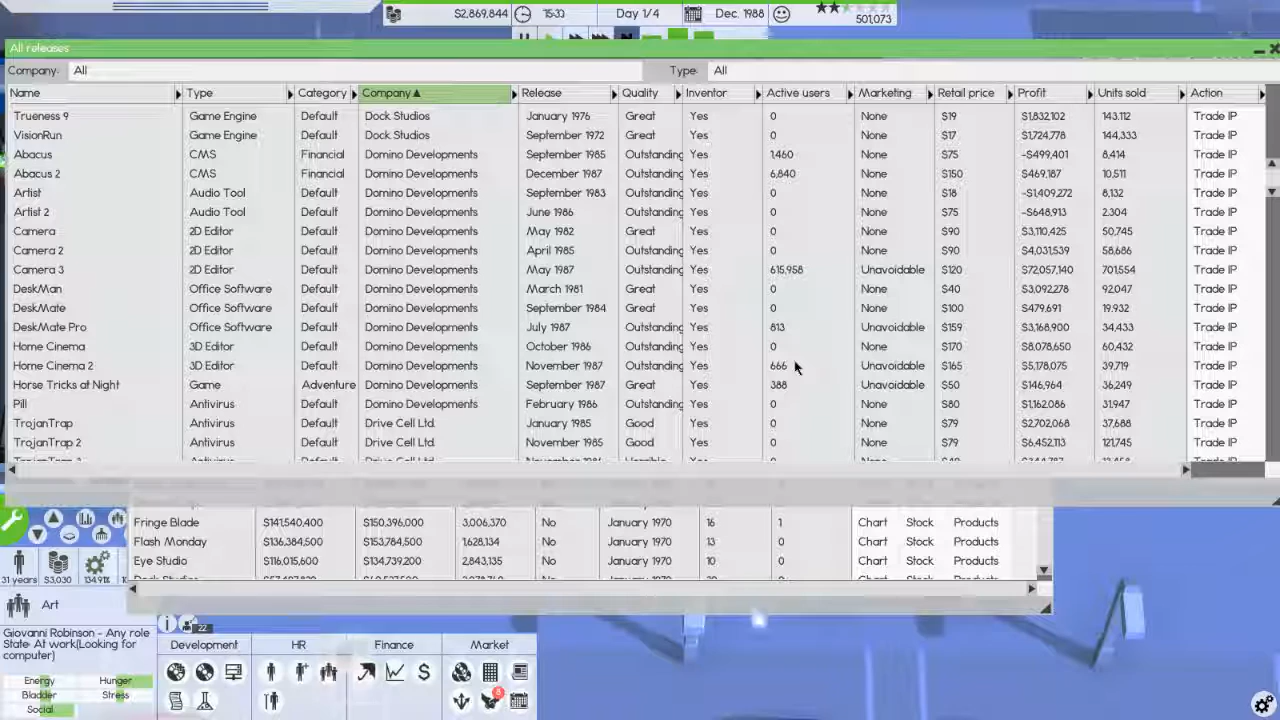 $2,869,844 15:33 Day 1/4 Dec. 1988 501,073
All releases
Company: All Type: All
Name Type Category Company▲ Release Quality Inventor Active users Marketing Retail price Profit Units sold Action
Trueness 9 Game Engine Default Dock Studios January 1976 Great Yes 0 None $19 $1,832,102 143,112 Trade IP
VisionRun Game Engine Default Dock Studios September 1972 Great Yes 0 None $17 $1,724,778 144,333 Trade IP
Abacus CMS Financial Domino Developments September 1985 Outstanding Yes 1,460 None $75 -$499,401 8,414 Trade IP
Abacus 2 CMS Financial Domino Developments December 1987 Outstanding Yes 6,840 None $150 $469,187 10,511 Trade IP
Artist Audio Tool Default Domino Developments September 1983 Outstanding Yes 0 None $18 -$1,409,272 8,132 Trade IP
Artist 2 Audio Tool Default Domino Developments June 1986 Outstanding Yes 0 None $75 -$648,913 2,304 Trade IP
Camera 2D Editor Default Domino Developments May 1982 Great Yes 0 None $90 $3,110,425 50,745 Trade IP
Camera 2 2D Editor Default Domino Developments April 1985 Outstanding Yes 0 None $90 $4,031,539 58,686 Trade IP
Camera 3 2D Editor Default Domino Developments May 1987 Outstanding Yes 615,958 Unavoidable $120 $72,057,140 701,554 Trade IP
DeskMan Office Software Default Domino Developments March 1981 Great Yes 0 None $40 $3,092,278 92,047 Trade IP
DeskMate Office Software Default Domino Developments September 1984 Great Yes 0 None $100 $479,691 19,932 Trade IP
DeskMate Pro Office Software Default Domino Developments July 1987 Outstanding Yes 813 Unavoidable $159 $3,168,900 34,433 Trade IP
Home Cinema 3D Editor Default Domino Developments October 1986 Outstanding Yes 0 None $170 $8,078,650 60,432 Trade IP
Home Cinema 2 3D Editor Default Domino Developments November 1987 Outstanding Yes 666 Unavoidable $165 $5,178,075 39,719 Trade IP
Horse Tricks at Night Game Adventure Domino Developments September 1987 Great Yes 388 Unavoidable $50 $146,964 36,249 Trade IP
Pill Antivirus Default Domino Developments February 1986 Outstanding Yes 0 None $80 $1,162,086 31,947 Trade IP
TrojanTrap Antivirus Default Drive Cell Ltd. January 1985 Good Yes 0 None $79 $2,702,068 37,688 Trade IP
TrojanTrap 2 Antivirus Default Drive Cell Ltd. November 1985 Good Yes 0 None $79 $6,452,113 121,745 Trade IP
Fringe Blade $141,540,400 $150,396,000 3,006,370 No January 1970 16 1 Chart Stock Products
Flash Monday $136,384,500 $153,784,500 1,628,134 No January 1970 13 0 Chart Stock Products
Eye Studio $116,015,600 $134,739,200 2,843,135 No January 1970 10 0 Chart Stock Products
31 years $3,030 134.91%
Art
Giovanni Robinson - Any role
State: At work(Looking for
computer)
Energy Hunger
Bladder Stress
Social
22
Development HR Finance Market
8